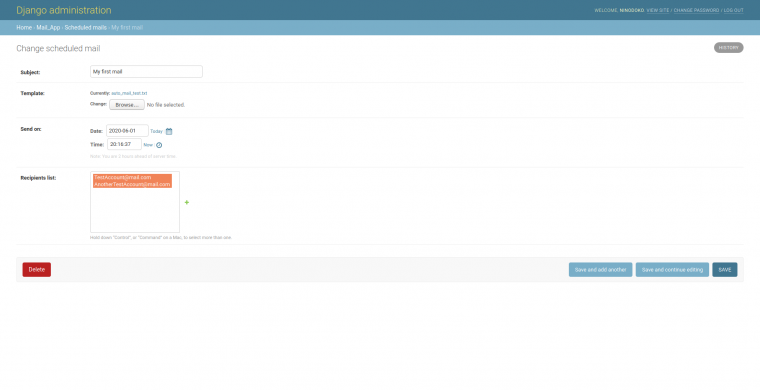 Django administration
WELCOME, NINODOKO. VIEW SITE / CHANGE PASSWORD / LOG OUT
Home › Mail_App › Scheduled mails › My first mail
Change scheduled mail
HISTORY
Subject: My first mail
Template: Currently: auto_mail_test.txt
Change: Browse... No file selected.
Send on: Date: 2020-06-01 Today
Time: 20:16:37 Now
Note: You are 2 hours ahead of server time.
Recipients list: TestAccount@mail.com
AnotherTestAccount@mail.com
Hold down "Control", or "Command" on a Mac, to select more than one.
Delete Save and add another Save and continue editing SAVE